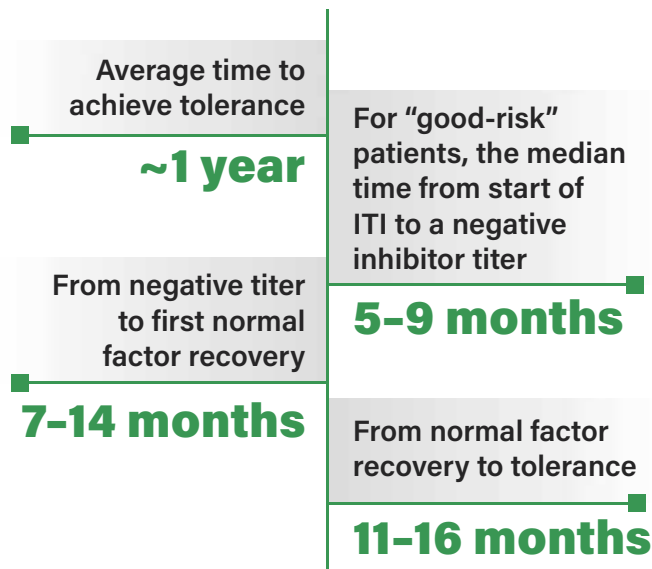 Average time to
achieve tolerance
~1 year
For “good-risk”
patients, the median
time from start of
ITI to a negative
inhibitor titer
5–9 months
From negative titer
to first normal
factor recovery
7–14 months
From normal factor
recovery to tolerance
11–16 months